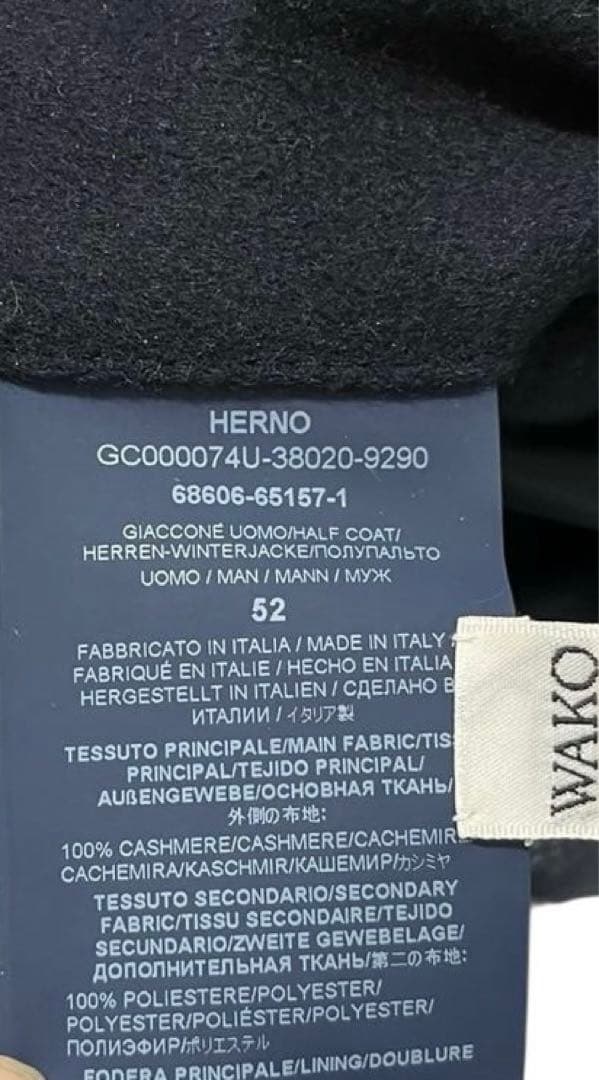 HERNO
GC000074U-38020-9290
68606-65157-1
GIACCONE UOMO/HALF COAT/
HERREN-WINTERJACKE/ПОЛУПАЛЬТО
UOMO / MAN / MANN / МУЖ
52
FABBRICATO IN ITALIA / MADE IN ITALY
FABRIQUÉ EN ITALIE / HECHO EN ITALIA
HERGESTELLT IN ITALIEN / СДЕЛАНО В
ИТАЛИИ / イタリア製
TESSUTO PRINCIPALE/MAIN FABRIC/TIS
PRINCIPAL/TEJIDO PRINCIPAL/
AUßENGEWEBE/ОСНОВНАЯ ТКАНЬ/
外側の布地:
100% CASHMERE/CASHMERE/CACHEMIR
CACHEMIRA/KASCHMIR/КАШЕМИР/カシミヤ
TESSUTO SECONDARIO/SECONDARY
FABRIC/TISSU SECONDAIRE/TEJIDO
SECUNDARIO/ZWEITE GEWEBELAGE/
ДОПОЛНИТЕЛЬНАЯ ТКАНЬ/第二の布地:
100% POLIESTERE/POLYESTER/
POLYESTER/POLIÉSTER/POLYESTER/
ПОЛИЭФИР/ポリエステル
FODERA PRINCIPALE/LINING/DOUBLURE
WAKO